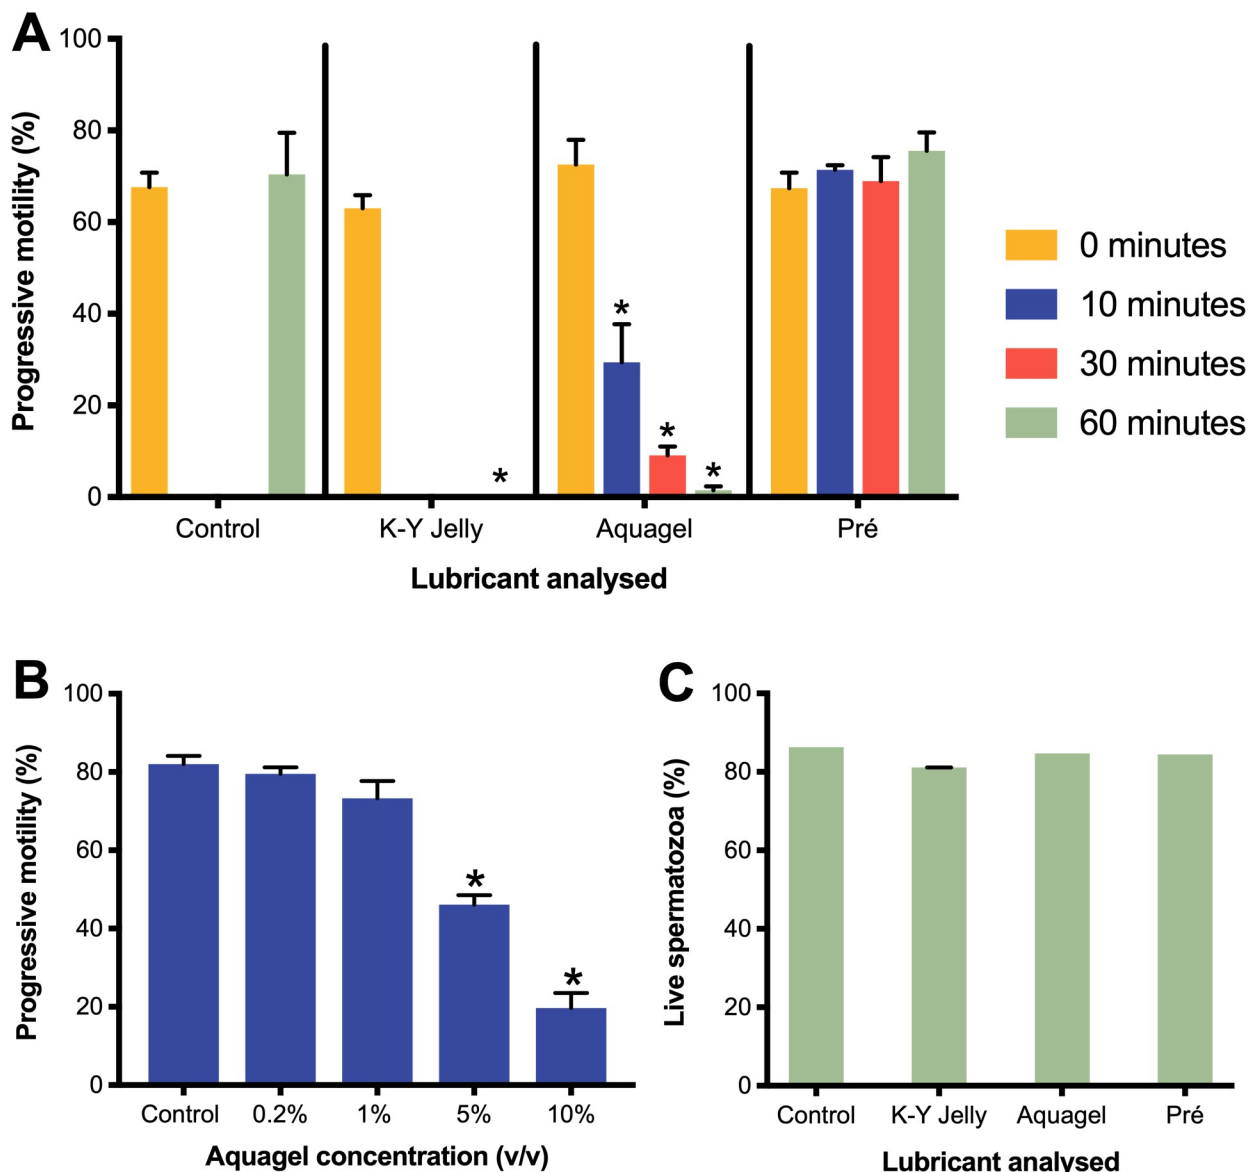 A
Progressive motility (%)
100
80
60
40
20
0
*
*
*
*
Control
K-Y Jelly
Aquagel
Pré
Lubricant analysed
0 minutes
10 minutes
30 minutes
60 minutes
B
Progressive motility (%)
100
80
60
40
20
0
*
*
Control
0.2%
1%
5%
10%
Aquagel concentration (v/v)
C
Live spermatozoa (%)
100
80
60
40
20
0
Control
K-Y Jelly
Aquagel
Pré
Lubricant analysed